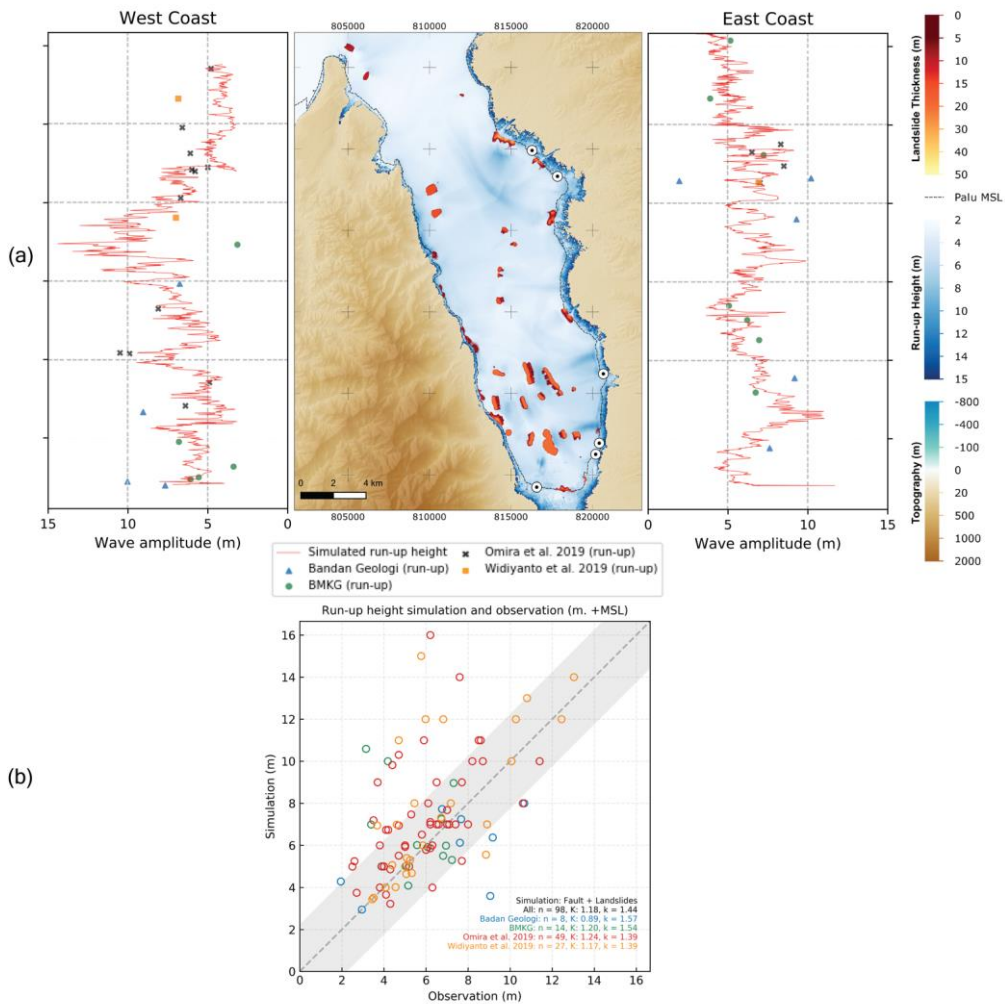 West Coast
805000 810000 815000 820000
East Coast
(a)
15 10 5 0
Wave amplitude (m)
0 2 4 km
805000 810000 815000 820000
0 5 10 15
Wave amplitude (m)
Landslide Thickness (m)
0
5
10
15
20
30
40
50
Palu MSL
Run-up Height (m)
2
4
6
8
10
12
14
15
Topography (m)
-800
-400
-100
0
20
500
1000
2000
Simulated run-up height
Bandan Geologi (run-up)
BMKG (run-up)
Omira et al. 2019 (run-up)
Widiyanto et al. 2019 (run-up)
(b)
Run-up height simulation and observation (m. +MSL)
Simulation (m)
16
14
12
10
8
6
4
2
0
Simulation: Fault + Landslides
All: n = 98, K: 1.18, k = 1.44
Badan Geologi: n = 8, K: 0.89, k = 1.57
BMKG: n = 14, K: 1.20, k = 1.54
Omira et al. 2019: n = 49, K: 1.24, k = 1.39
Widiyanto et al. 2019: n = 27, K: 1.17, k = 1.39
0 2 4 6 8 10 12 14 16
Observation (m)